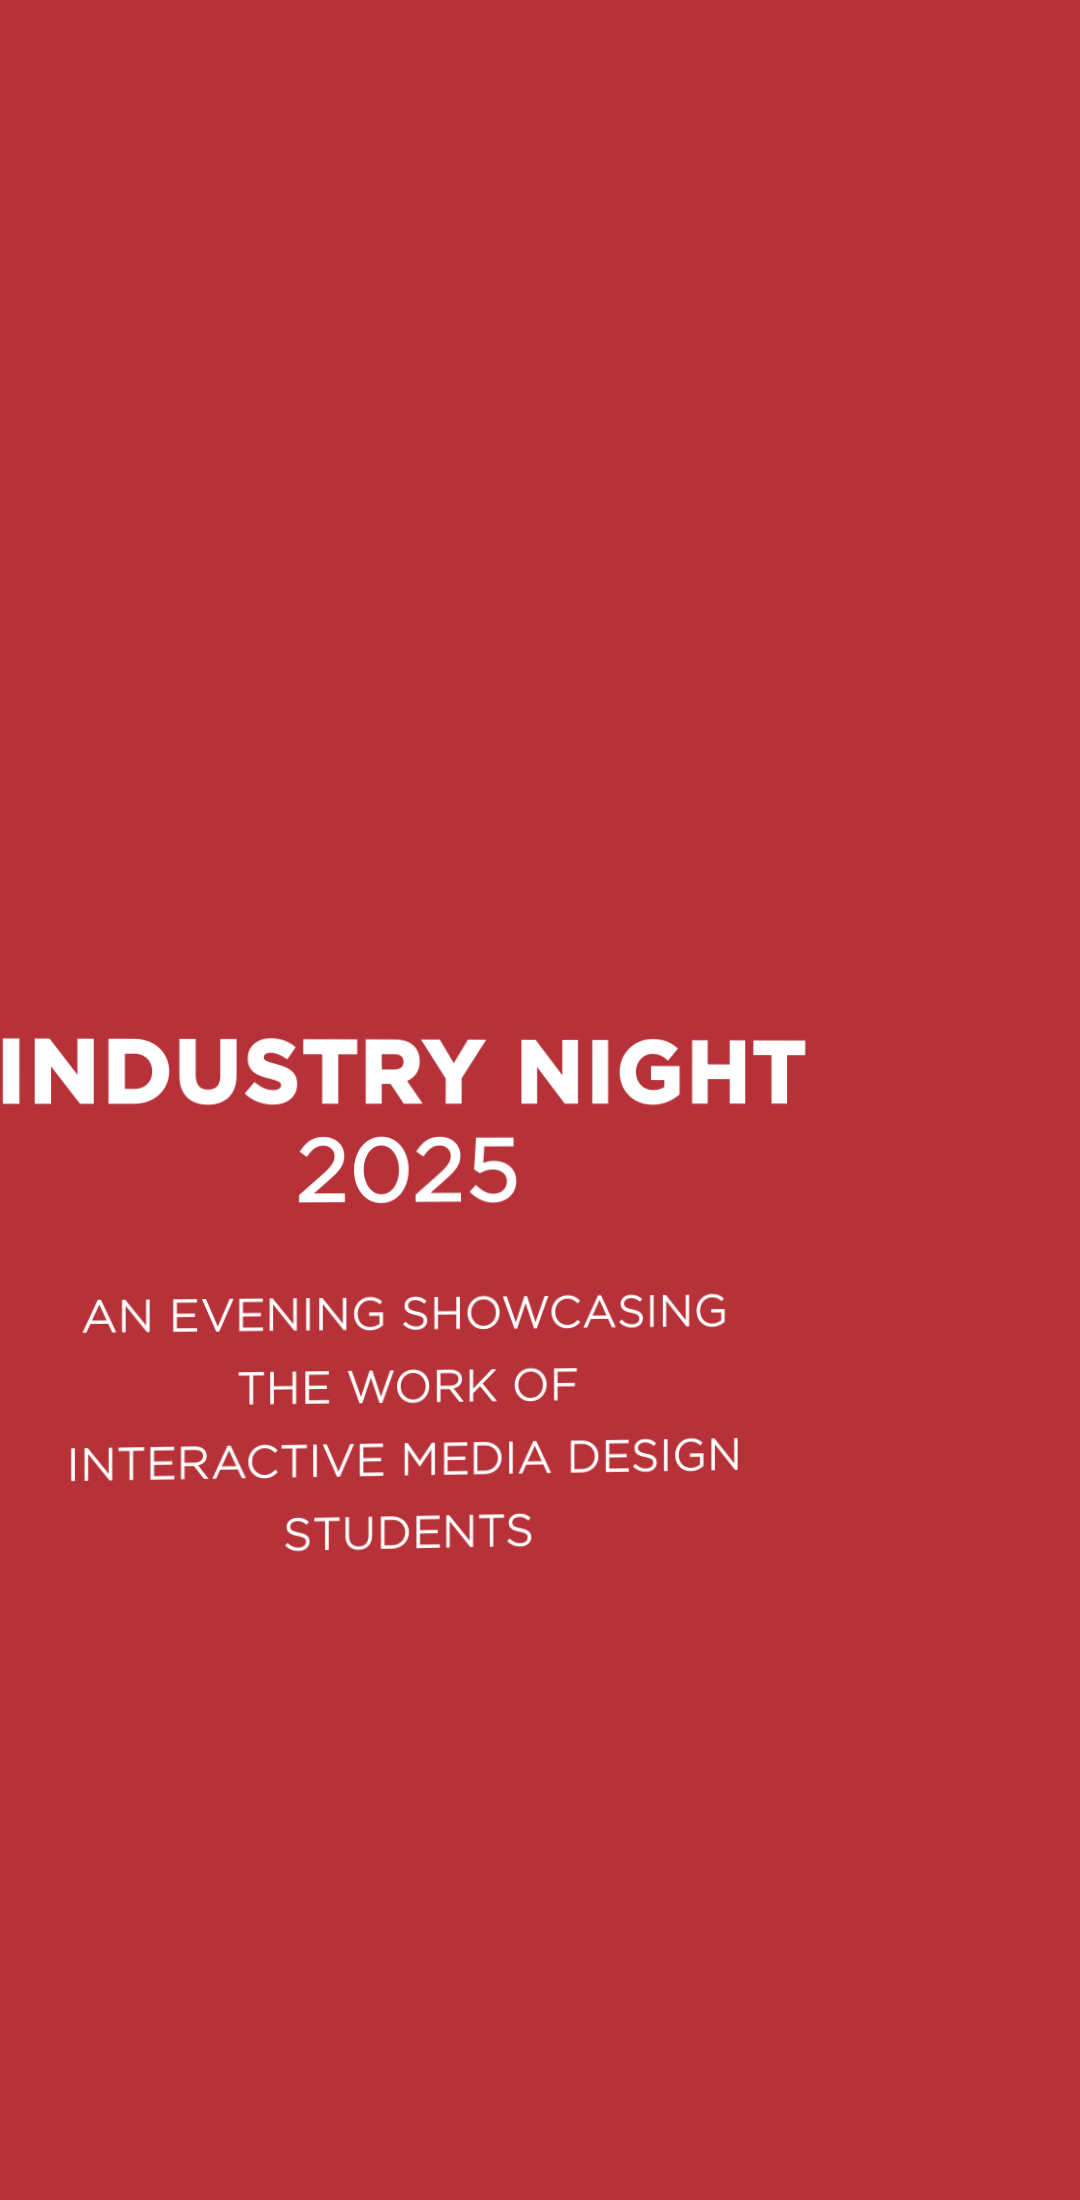 INDUSTRY NIGHT
2025
AN EVENING SHOWCASING
THE WORK OF
INTERACTIVE MEDIA DESIGN
STUDENTS